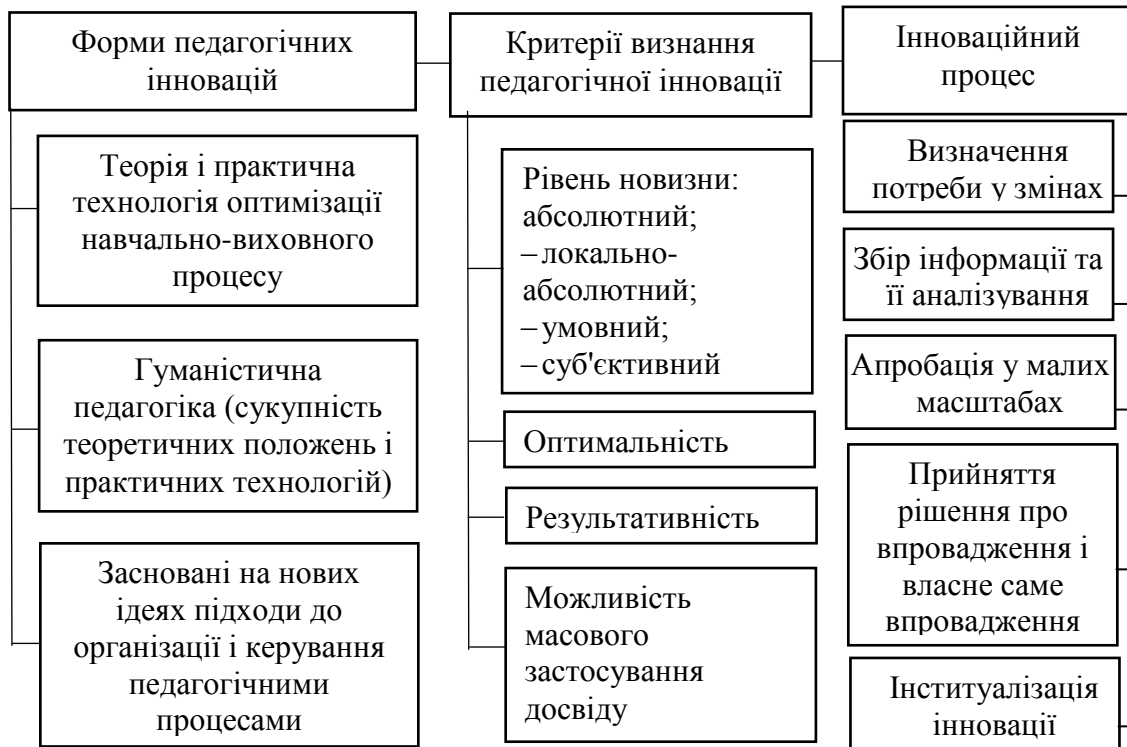 Форми педагогічних
інновацій
Теорія і практична
технологія оптимізації
навчально-виховного
процесу
Гуманістична
педагогіка (сукупність
теоретичних положень і
практичних технологій)
Засновані на нових
ідеях підходи до
організації і керування
педагогічними
процесами
Критерії визнання
педагогічної інновації
Рівень новизни:
абсолютний;
– локально-
абсолютний;
– умовний;
– суб'єктивний
Оптимальність
Результативність
Можливість
масового
застосування
досвіду
Інноваційний
процес
Визначення
потреби у змінах
Збір інформації та
її аналізування
Апробація у малих
масштабах
Прийняття
рішення про
впровадження і
власне саме
впровадження
Інституалізація
інновації